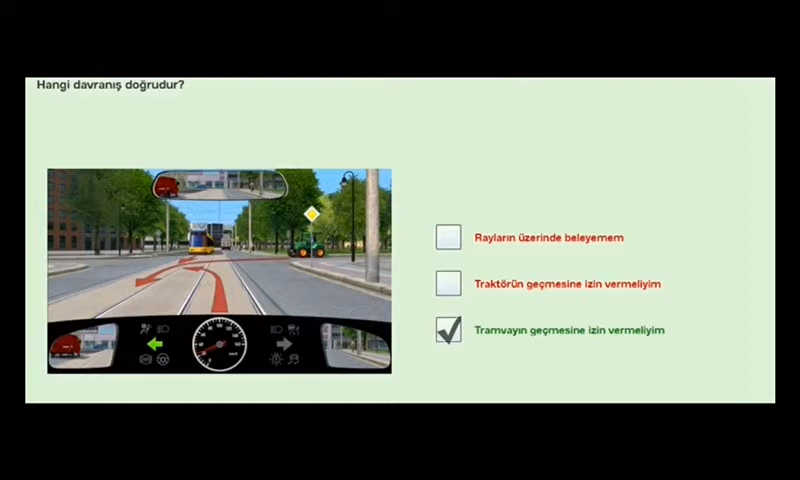 Hangi davranış doğrudur?
Rayların üzerinde beleyemem
Traktörün geçmesine izin vermeliyim
Tramvayın geçmesine izin vermeliyim